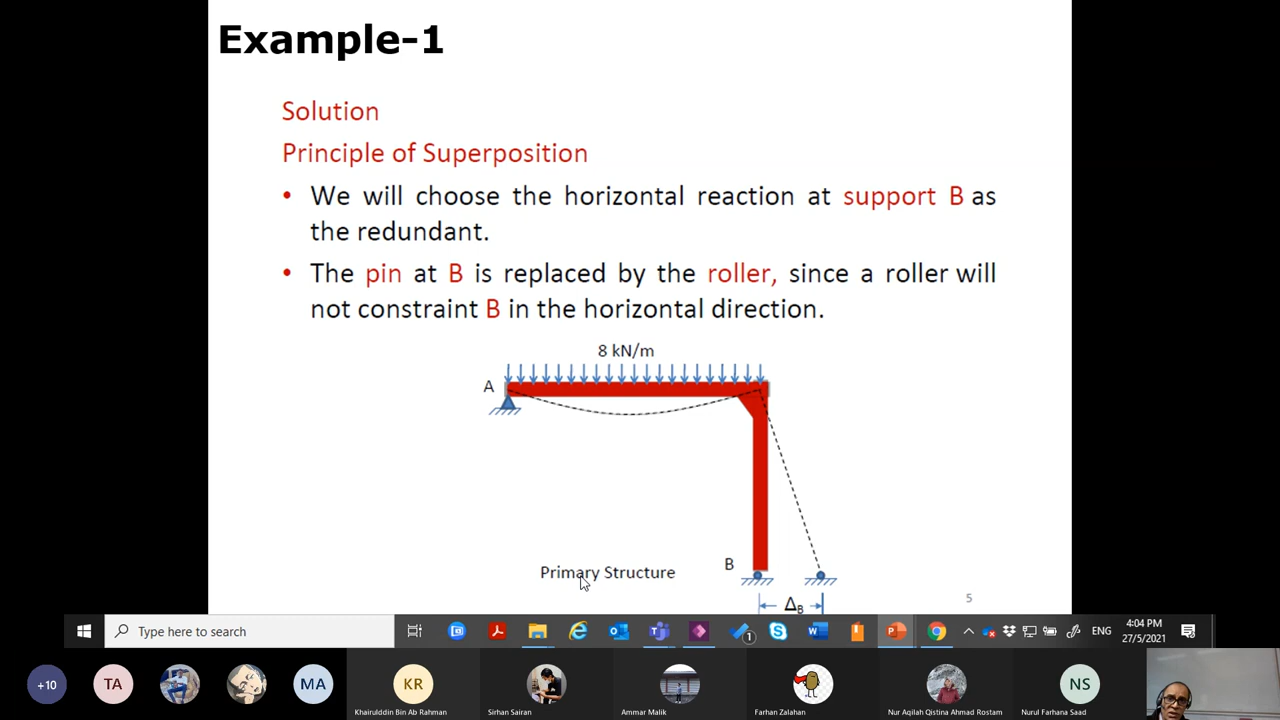 Example-1
Solution
Principle of Superposition
• We will choose the horizontal reaction at support B as
the redundant.
• The pin at B is replaced by the roller, since a roller will
not constraint B in the horizontal direction.
8 kN/m
A
B
Primary Structure
ΔB
5
Type here to search
1
ENG
4:04 PM
27/5/2021
+10
TA
MA
KR
NS
Khairulddin Bin Ab Rahman
Sirhan Sairan
Ammar Malik
Farhan Zalahan
Nur Aqilah Qistina Ahmad Rostam
Nurul Farhana Saad